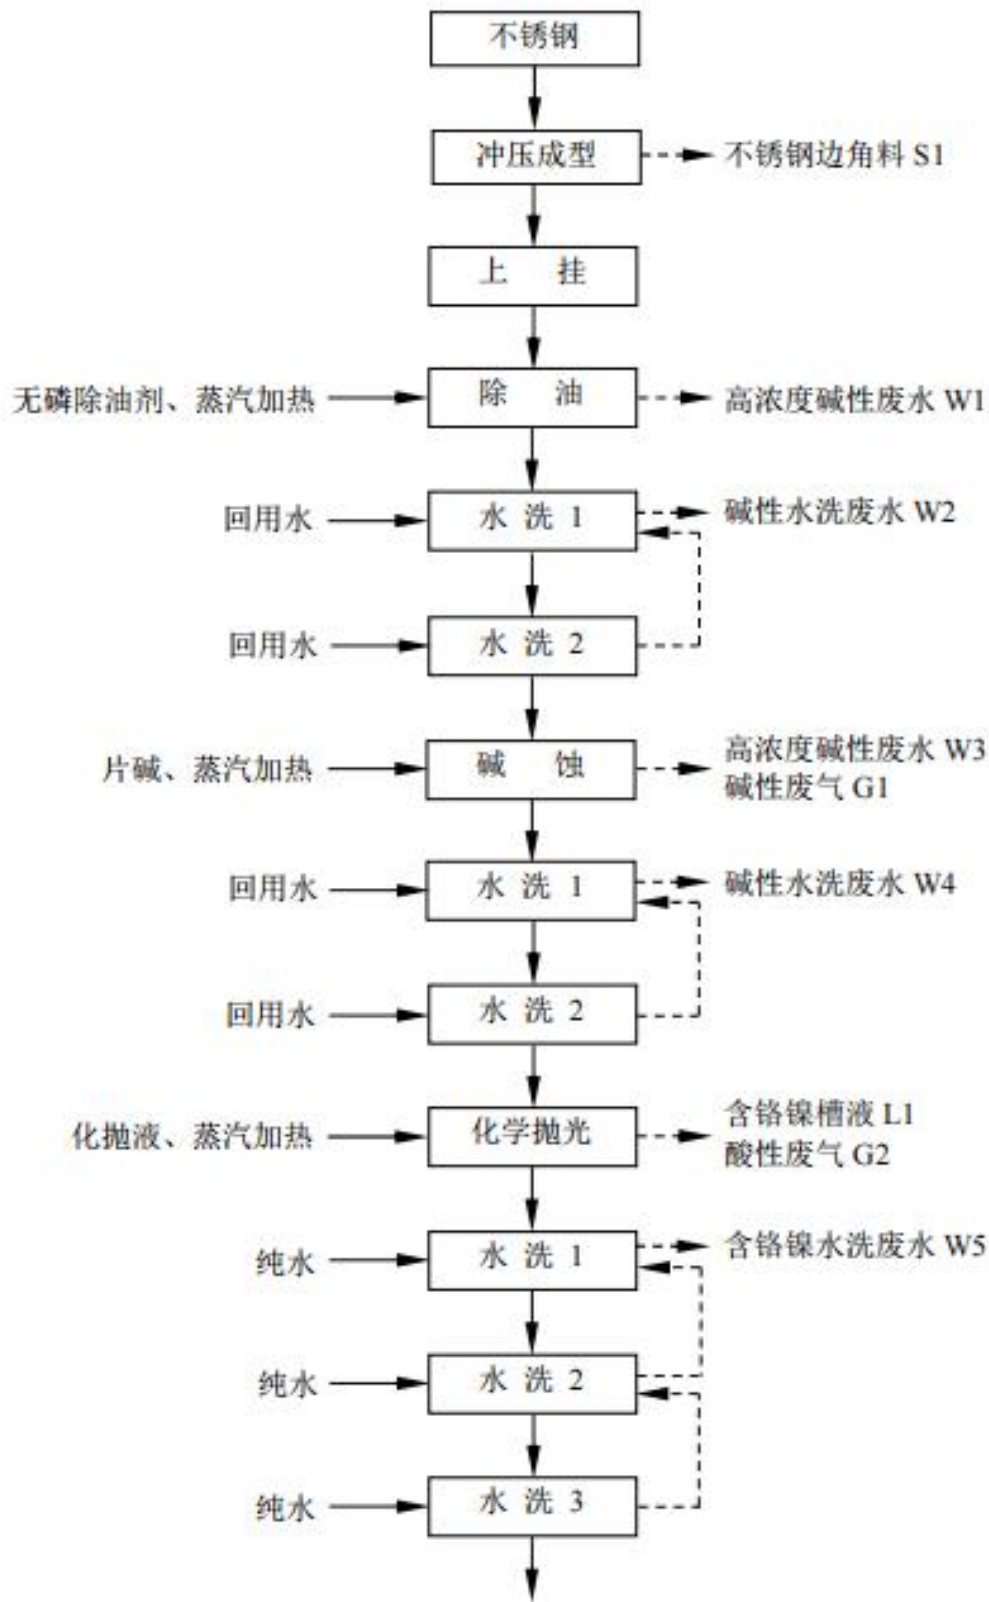 不锈钢
冲压成型
不锈钢边角料 S1
上 挂
无磷除油剂、蒸汽加热
除 油
高浓度碱性废水 W1
回用水
水 洗 1
碱性水洗废水 W2
回用水
水 洗 2
片碱、蒸汽加热
碱 蚀
高浓度碱性废水 W3
碱性废气 G1
回用水
水 洗 1
碱性水洗废水 W4
回用水
水 洗 2
化抛液、蒸汽加热
化学抛光
含铬镍槽液 L1
酸性废气 G2
纯水
水 洗 1
含铬镍水洗废水 W5
纯水
水 洗 2
纯水
水 洗 3